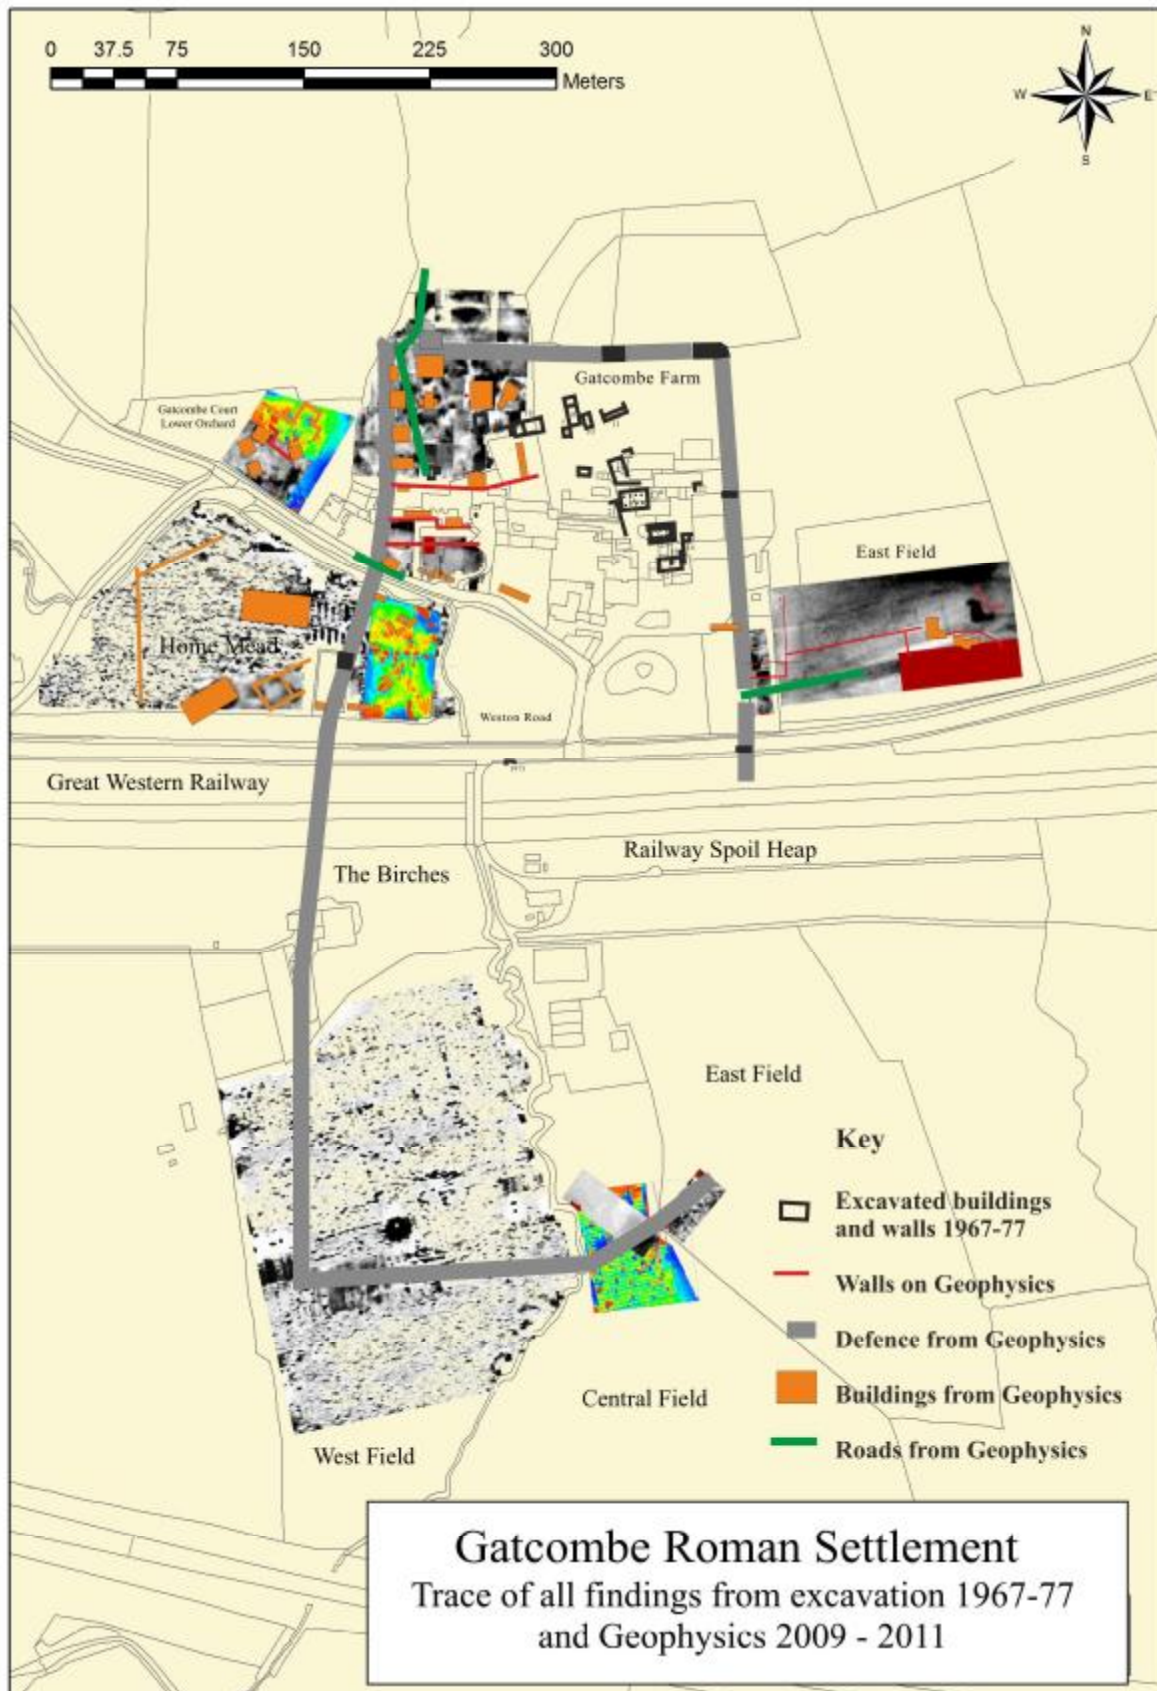 0 37.5 75 150 225 300
Meters
N
W E
S
Gatcombe Farm
Gatcombe Court
Lower Orchard
East Field
Home Mead
Weston Road
Great Western Railway
Railway Spoil Heap
The Birches
East Field
Key
Excavated buildings
and walls 1967-77
Walls on Geophysics
Defence from Geophysics
Buildings from Geophysics
Central Field
Roads from Geophysics
West Field
Gatcombe Roman Settlement
Trace of all findings from excavation 1967-77
and Geophysics 2009 - 2011